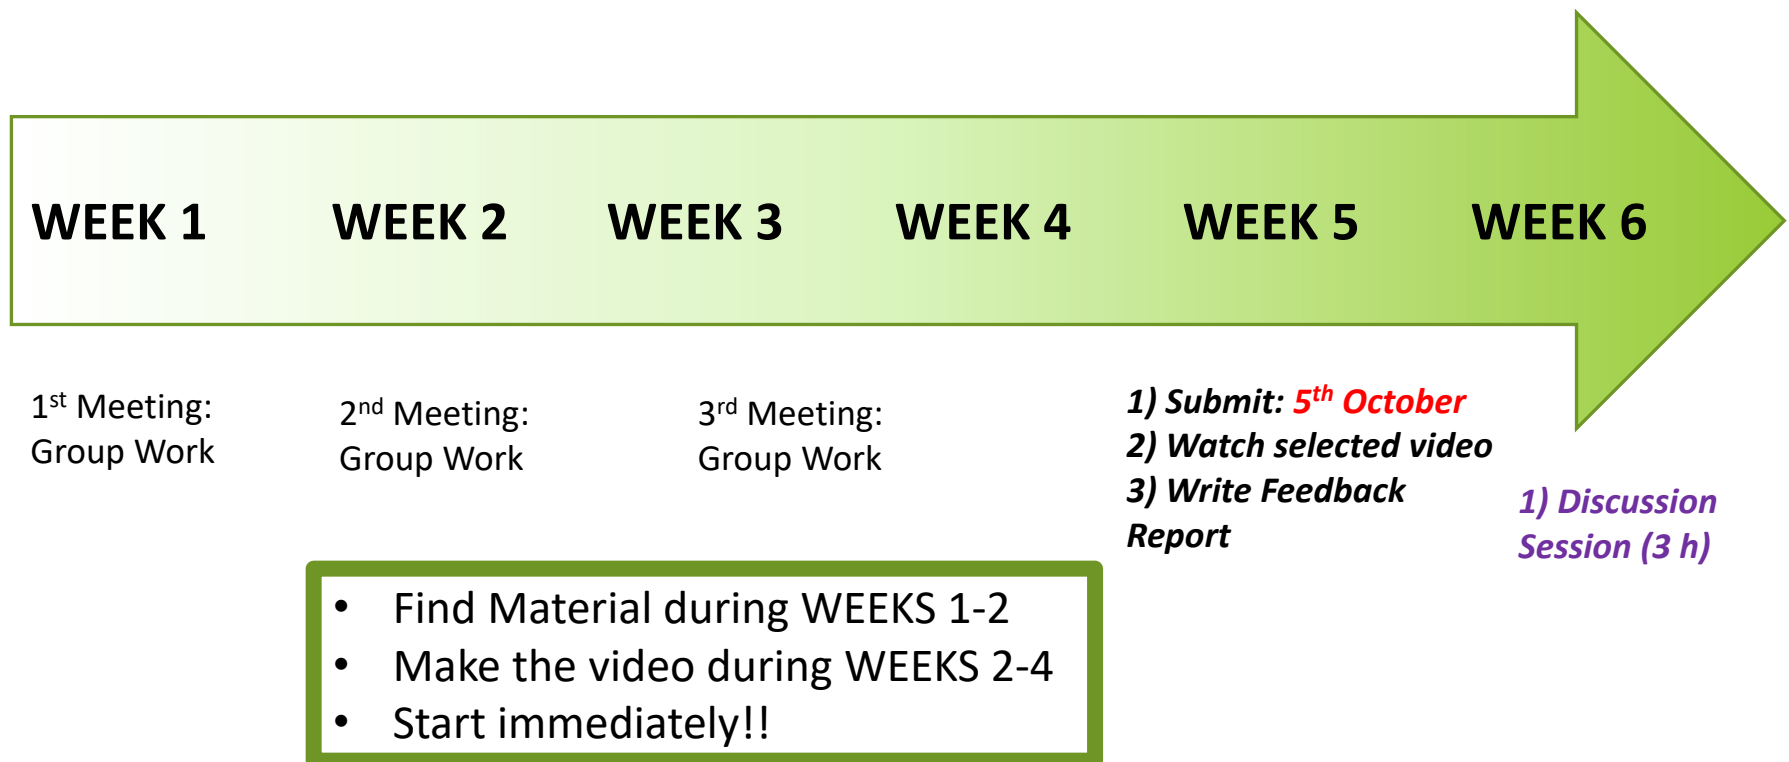 WEEK 1
WEEK 2
WEEK 3
WEEK 4
WEEK 5
WEEK 6
1st Meeting:
Group Work
2nd Meeting:
Group Work
3rd Meeting:
Group Work
1) Submit: 5th October
2) Watch selected video
3) Write Feedback
Report
1) Discussion
Session (3 h)
• Find Material during WEEKS 1-2
• Make the video during WEEKS 2-4
• Start immediately!!